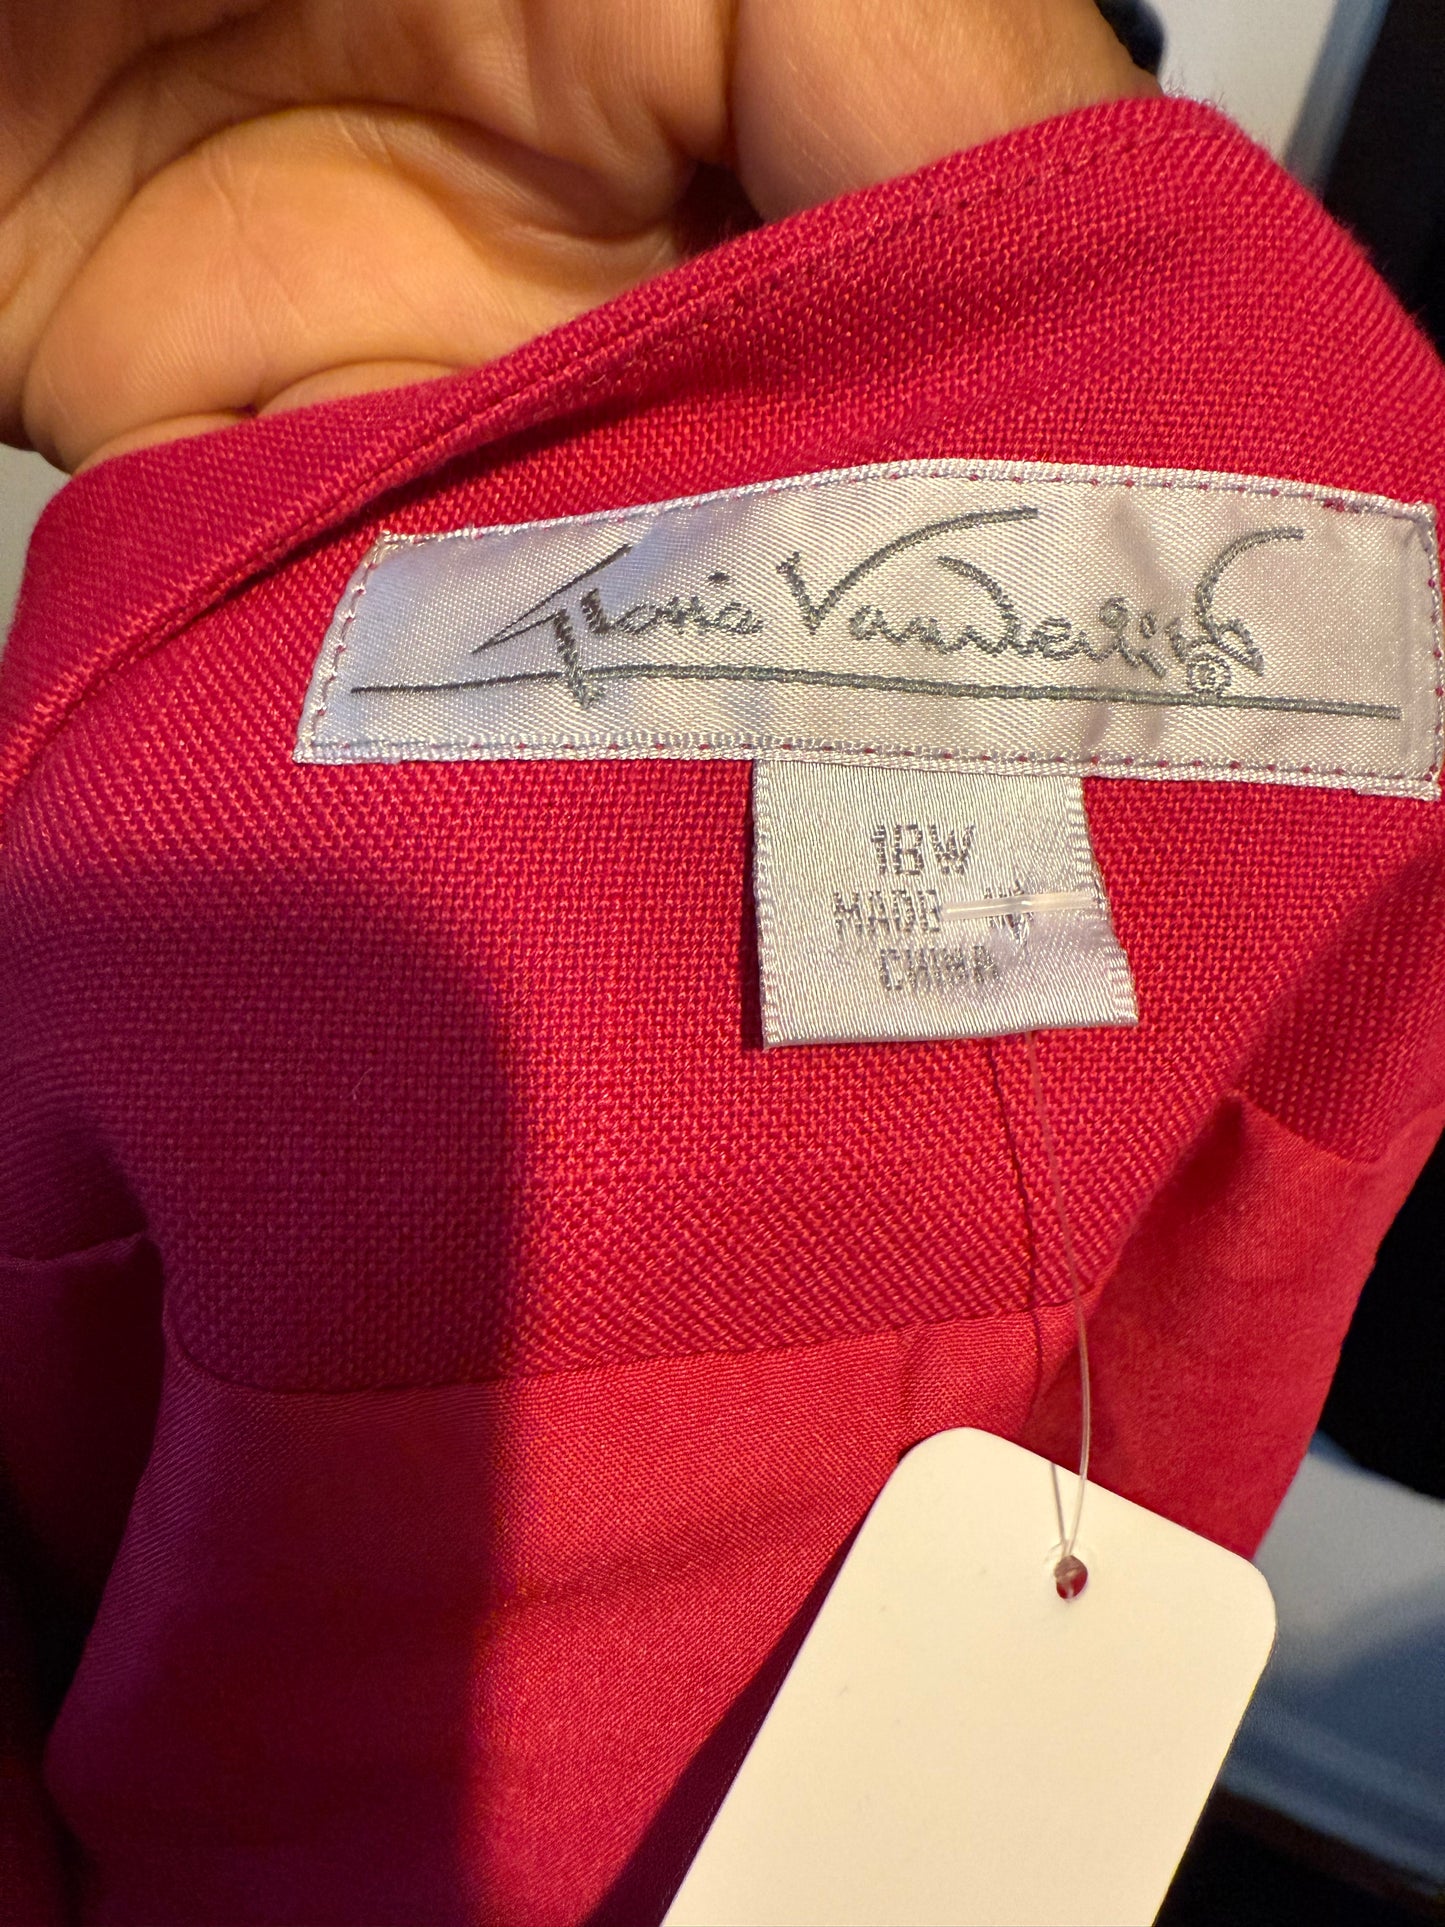 Gloria Vanderbilt ®
18W
MADE IN
CHINA